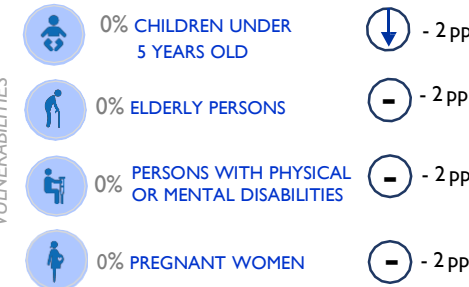 VULNERABILITIES
0% CHILDREN UNDER
5 YEARS OLD
- 2 pp
0% ELDERLY PERSONS
- - 2 pp
0% PERSONS WITH PHYSICAL
OR MENTAL DISABILITIES
- - 2 pp
0% PREGNANT WOMEN
- - 2 pp